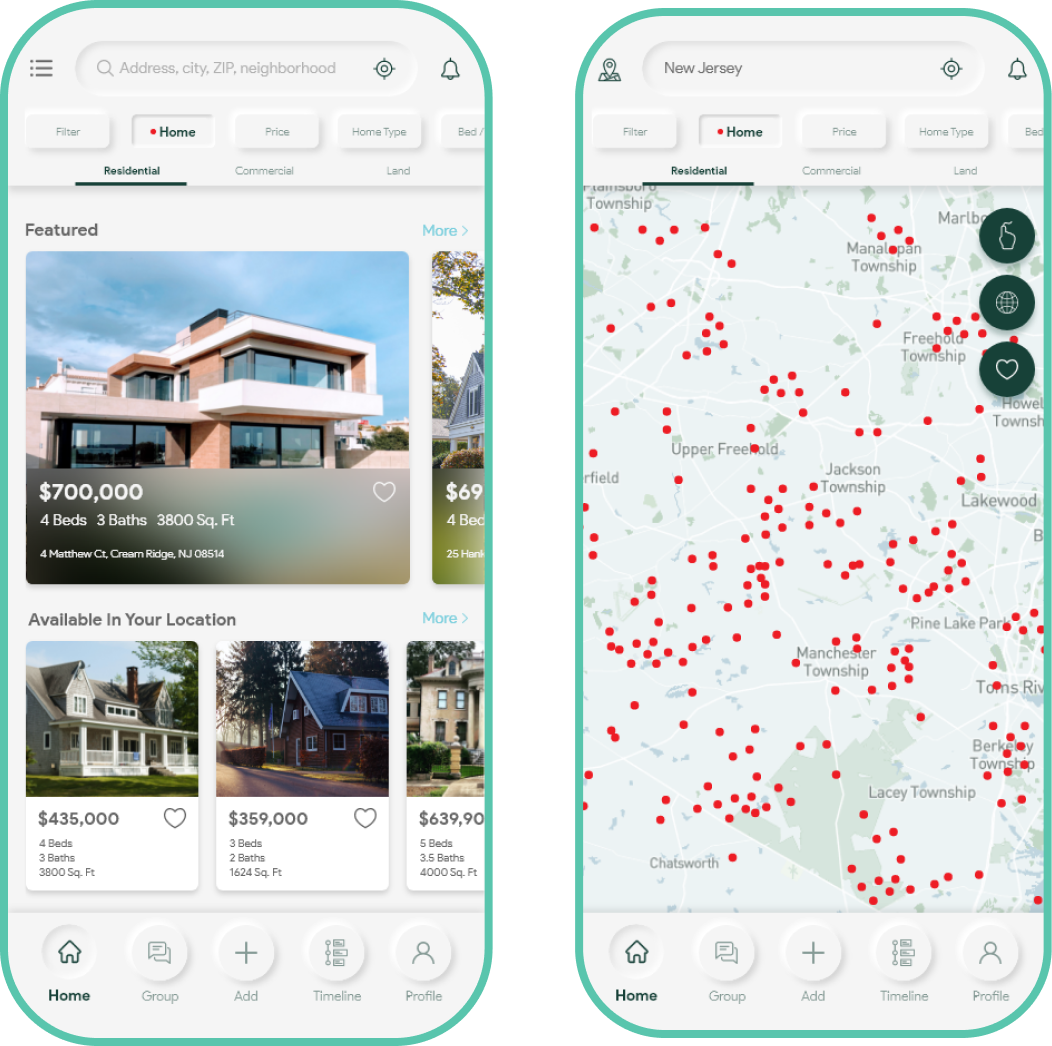 Address, city, ZIP, neighborhood
Filter
Home
Price
Home Type
Bed /
Residential
Commercial
Land
Featured
More
$700,000
4 Beds 3 Baths 3800 Sq. Ft
4 Matthew Ct, Cream Ridge, NJ 08514
$69
4 Bed
25 Hank
Available In Your Location
More
$435,000
4 Beds
3 Baths
3800 Sq. Ft
$359,000
3 Beds
2 Baths
1624 Sq. Ft
$639,90
5 Beds
3.5 Baths
4000 Sq. Ft
Home
Group
Add
Timeline
Profile
New Jersey
Filter
Home
Price
Home Type
Bed
Residential
Commercial
Land
Plainsboro
Township
Marlbo
Manalapan
Township
Freehold
Township
Howel
Townsh
Upper Freehold
Jackson
Township
rfield
Lakewood
B
Pine Lake Park
Manchester
Township
Toms Riv
Berkeley
Township
Lacey Township
Chatsworth
Home
Group
Add
Timeline
Profile